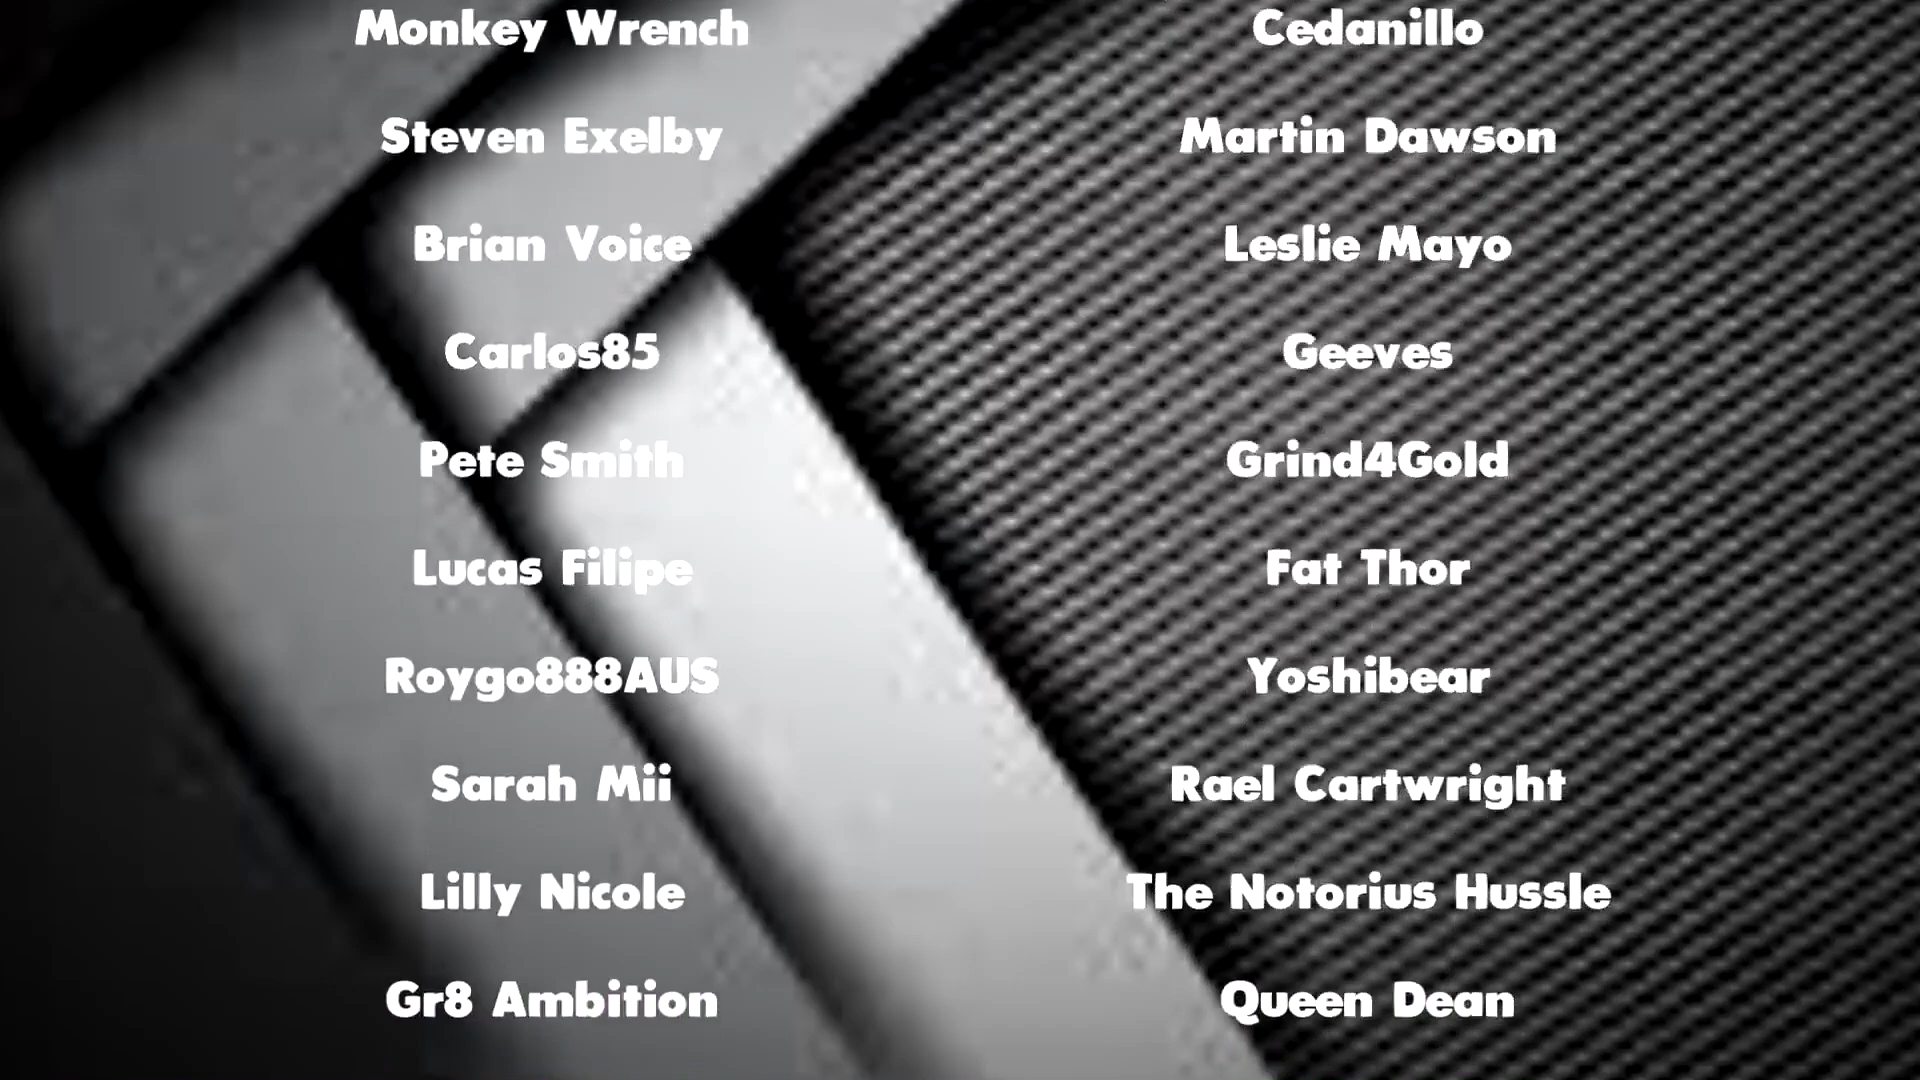 Monkey Wrench
Cedanillo
Steven Exelby
Martin Dawson
Brian Voice
Leslie Mayo
Carlos85
Geeves
Pete Smith
Grind4Gold
Lucas Filipe
Fat Thor
Roygo888AUS
Yoshibear
Sarah Mii
Rael Cartwright
Lilly Nicole
The Notorius Hussle
Gr8 Ambition
Queen Dean